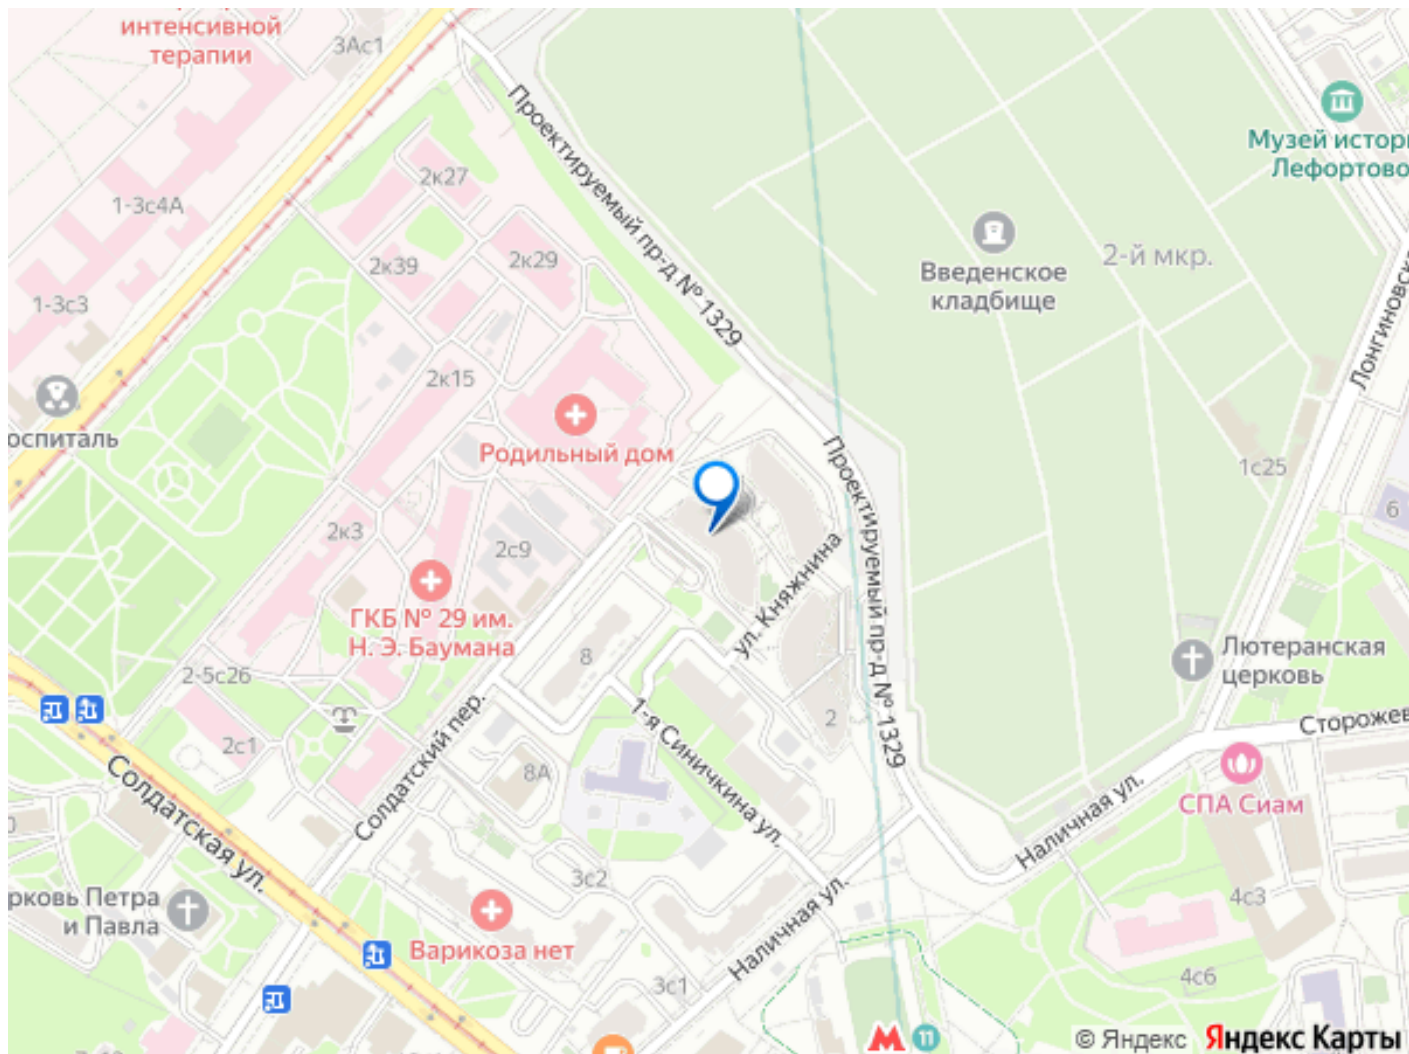 интенсивной
терапии
3Ас1
Проектируемый пр-д № 1329
Музей истори
Лефортово
2к27
1-3с4А
2к39
2к29
Введенское
кладбище
2-й мкр.
1-3с3
Лонгиновска
2к15
оспиталь
Родильный дом
Проектируемый пр-д № 1329
1с25
6
2к3
2с9
ул. Княжнина
ГКБ № 29 им.
Н. Э. Баумана
8
2-5с26
Лютеранская
церковь
2
1-я Синичкина ул.
Сторожев
2с1
Солдатский пер.
8А
Солдатская ул.
СПА Сиам
Наличная ул.
3с2
4с3
рковь Петра
и Павла
Варикоза нет
Наличная ул.
3с1
4с6
11
© Яндекс
Яндекс Карты